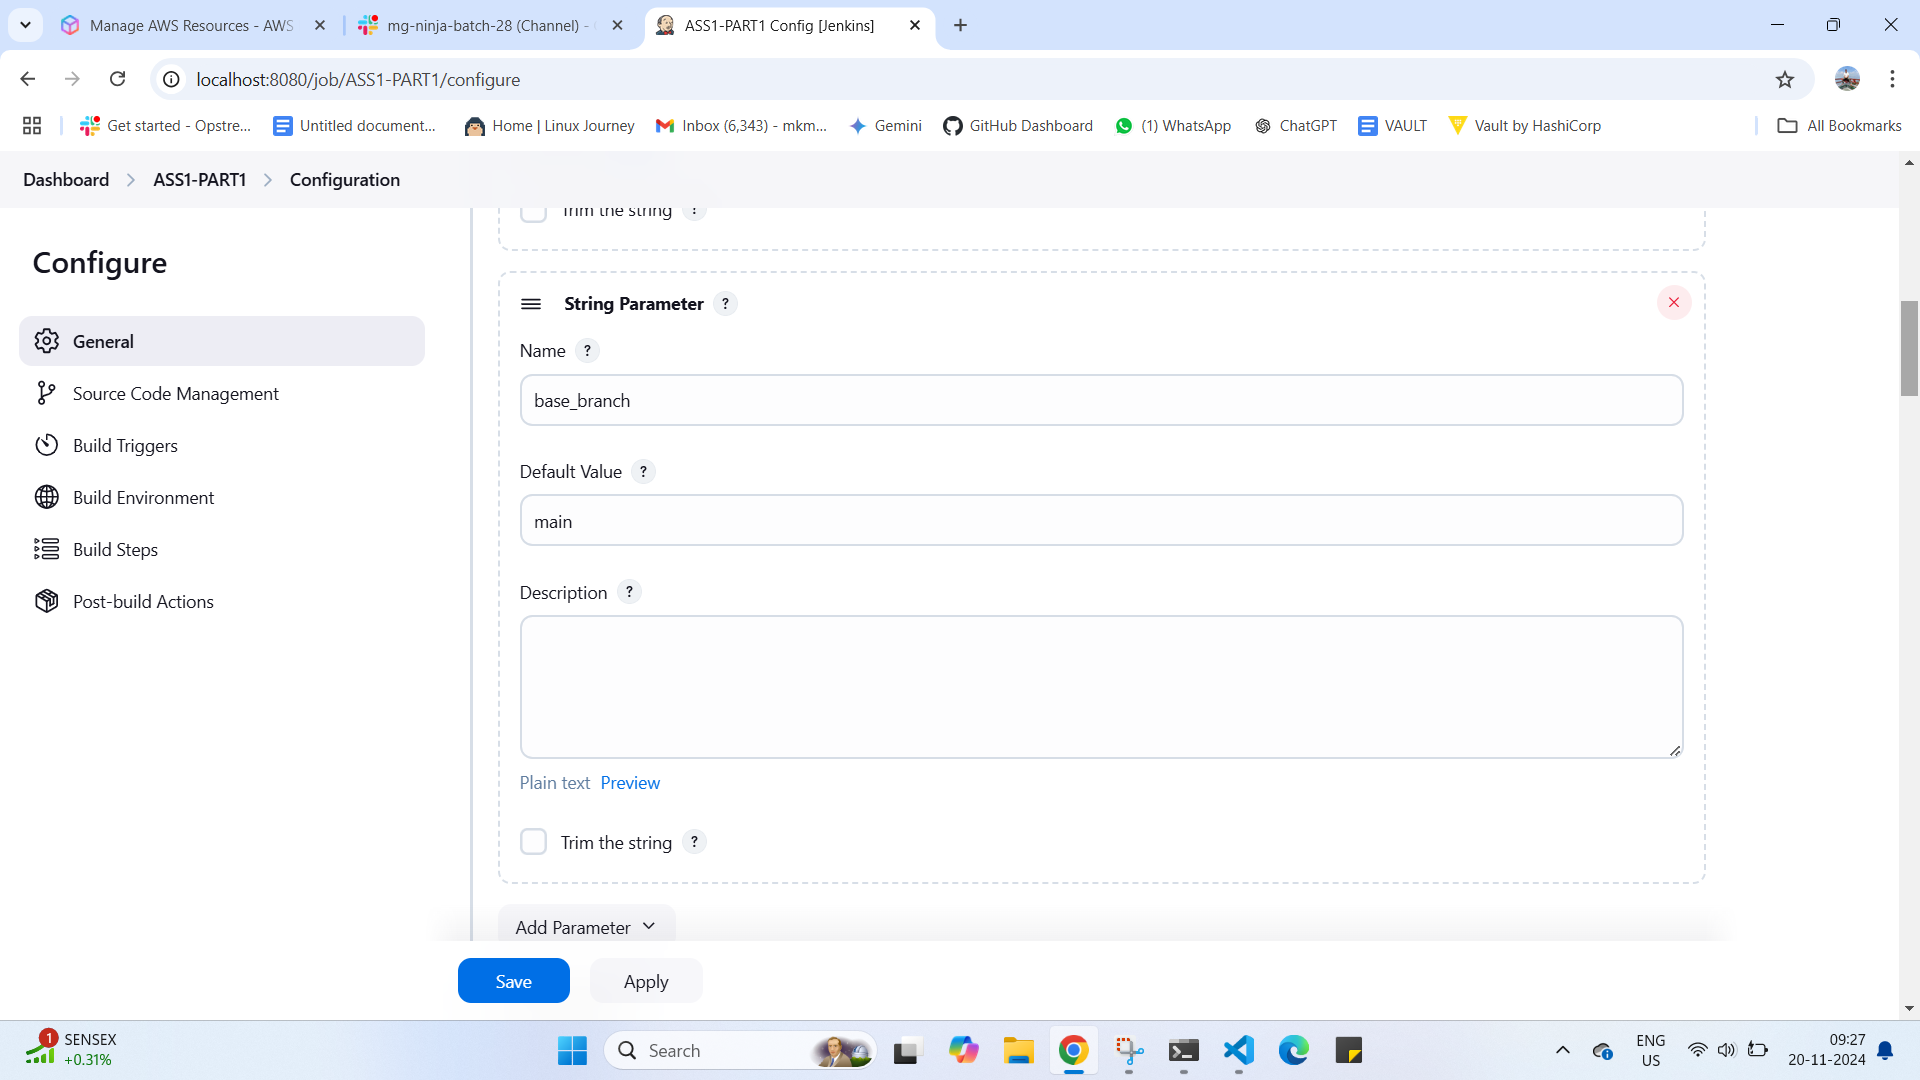 Manage AWS Resources - AWS
mg-ninja-batch-28 (Channel) -
ASS1-PART1 Config [Jenkins]
localhost:8080/job/ASS1-PART1/configure
Get started - Opstre...
Untitled document...
Home | Linux Journey
Inbox (6,343) - mkm...
Gemini
GitHub Dashboard
(1) WhatsApp
ChatGPT
VAULT
Vault by HashiCorp
All Bookmarks
Dashboard
ASS1-PART1
Configuration
Trim the string ?
Configure
General
Source Code Management
Build Triggers
Build Environment
Build Steps
Post-build Actions
String Parameter ?
Name ?
base_branch
Default Value ?
main
Description ?
Plain text Preview
Trim the string ?
Add Parameter
Save
Apply
1
SENSEX
+0.31%
Search
ENG
US
09:27
20-11-2024